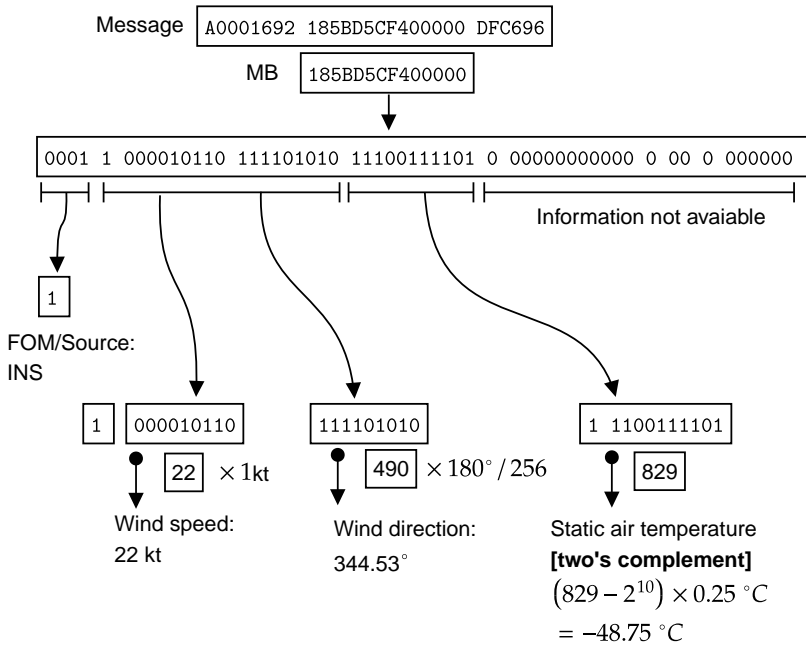 Message A0001692 185BD5CF400000 DFC696
MB 185BD5CF400000
0001 1 000010110 111101010 11100111101 0 00000000000 0 00 0 000000
Information not avaiable
1
FOM/Source:
INS
1 000010110 111101010 1 1100111101
22 × 1kt 490 × 180° / 256 829
Wind speed:
22 kt
Wind direction:
344.53°
Static air temperature
[two's complement]
(829 − 2^10) × 0.25 °C
= −48.75 °C